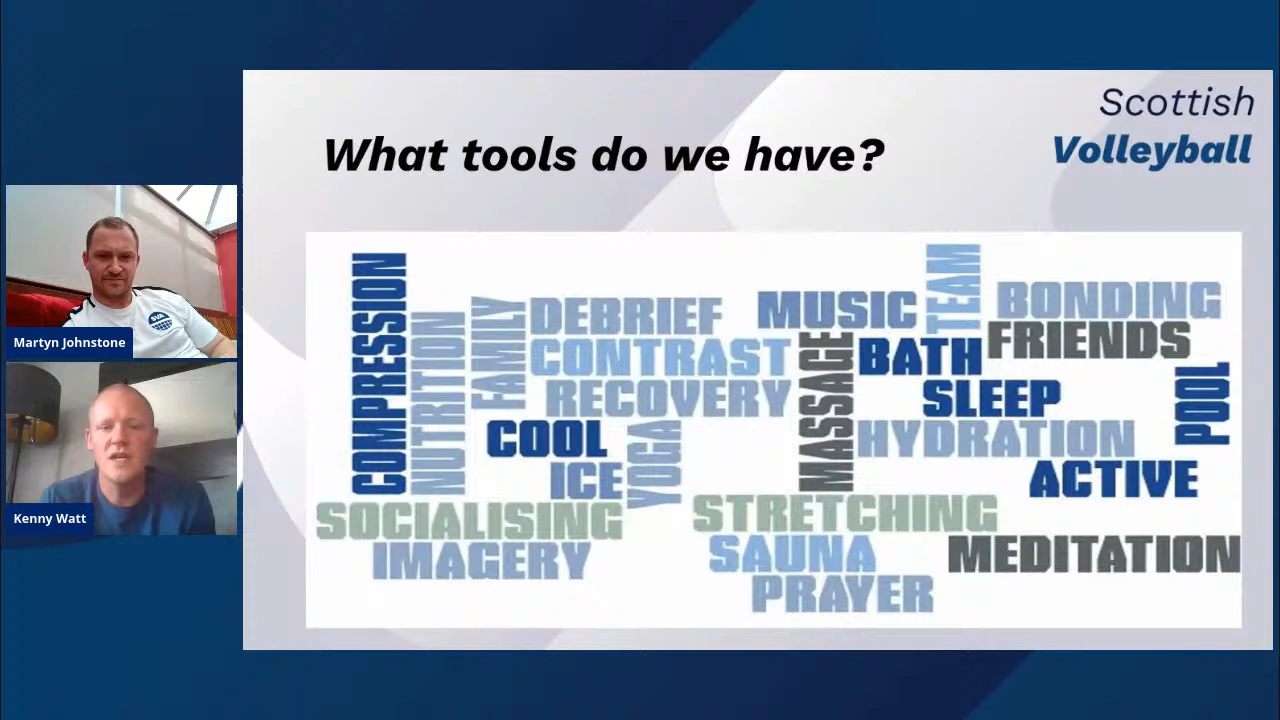 Scottish
Volleyball
What tools do we have?
COMPRESSION
NUTRITION
FAMILY
DEBRIEF
CONTRAST
RECOVERY
COOL
ICE
YOGA
SOCIALISING
IMAGERY
MUSIC
TEAM
BONDING
FRIENDS
MASSAGE
BATH
SLEEP
POOL
HYDRATION
ACTIVE
STRETCHING
SAUNA
MEDITATION
PRAYER
SVA
Martyn Johnstone
Kenny Watt